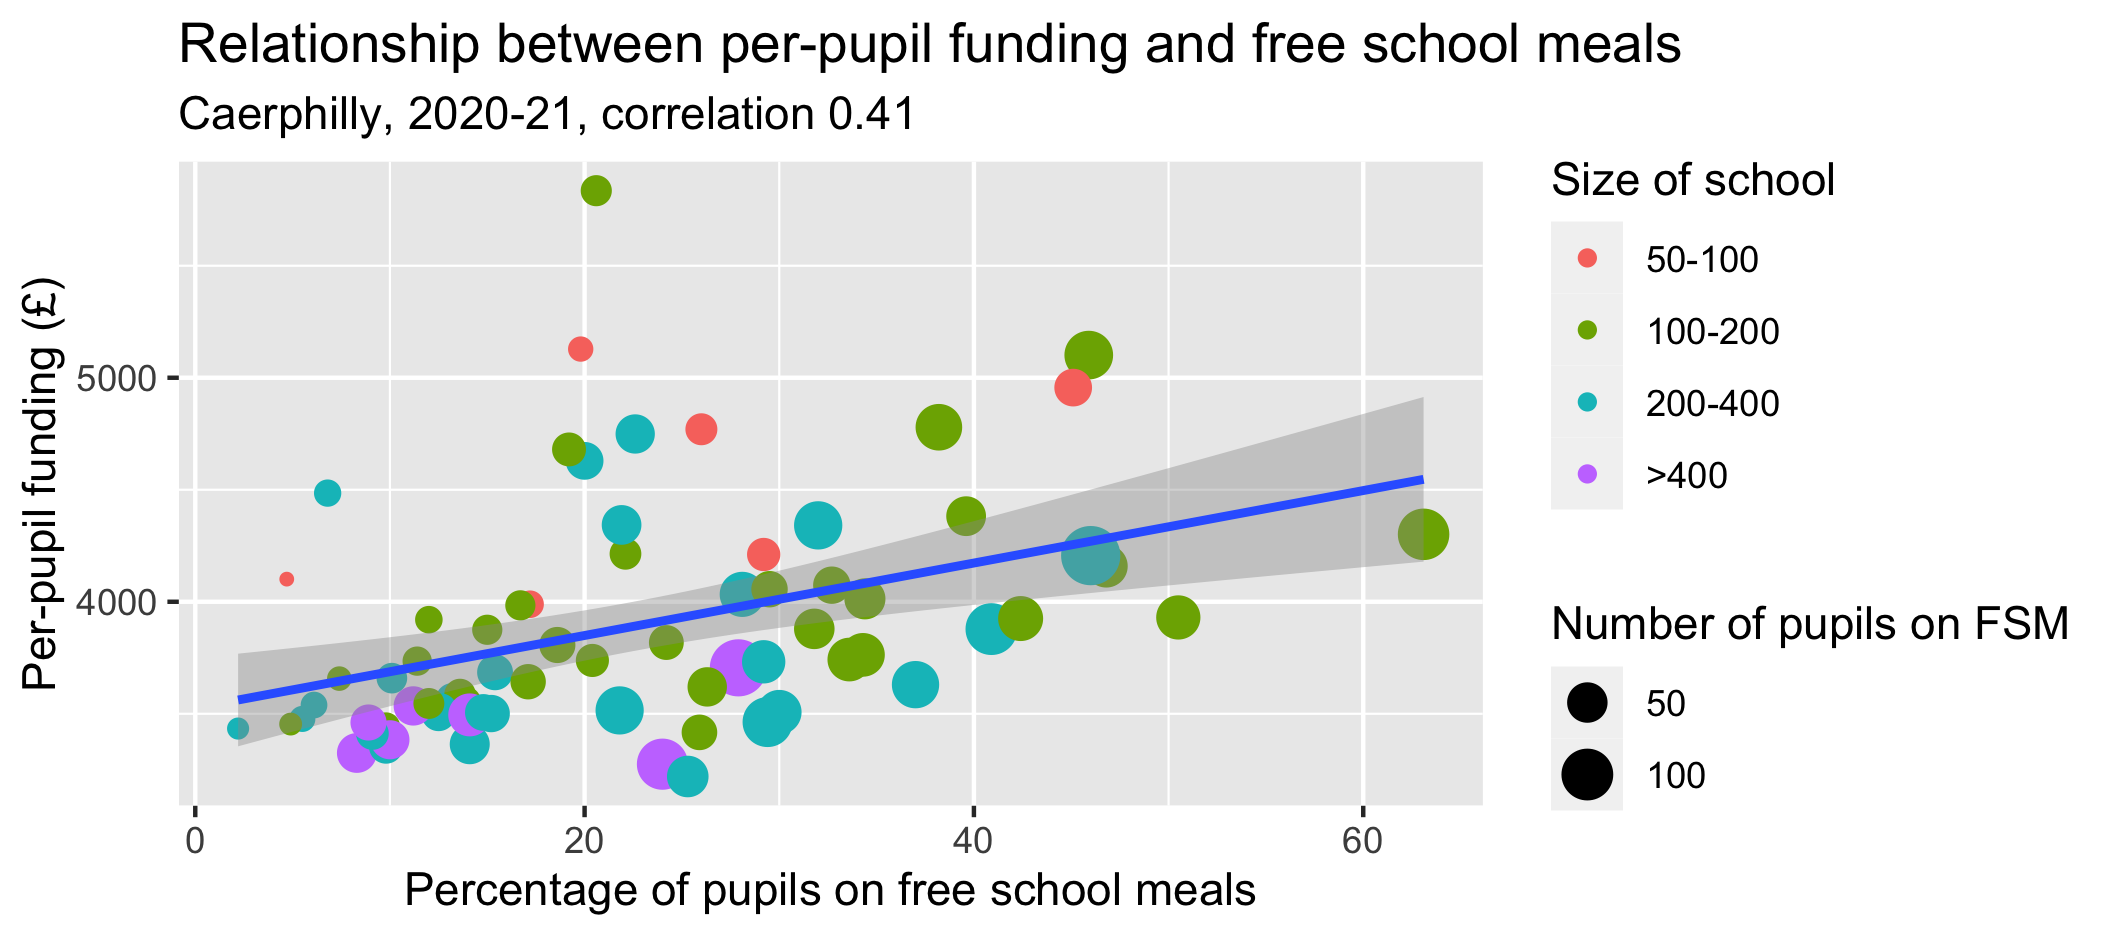 Relationship between per-pupil funding and free school meals
Caerphilly, 2020-21, correlation 0.41
Per-pupil funding (£)
5000
4000
0
20
40
60
Percentage of pupils on free school meals
Size of school
50-100
100-200
200-400
>400
Number of pupils on FSM
50
100